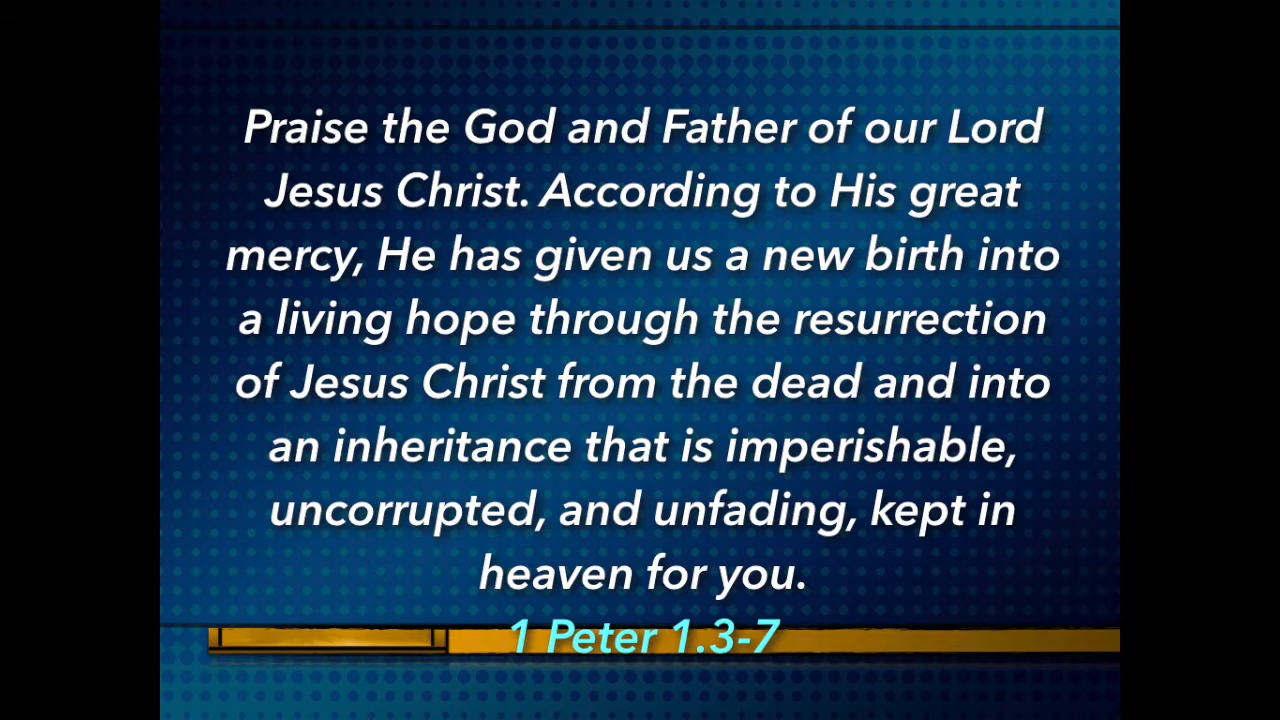 Praise the God and Father of our Lord
Jesus Christ. According to His great
mercy, He has given us a new birth into
a living hope through the resurrection
of Jesus Christ from the dead and into
an inheritance that is imperishable,
uncorrupted, and unfading, kept in
heaven for you.
1 Peter 1.3-7